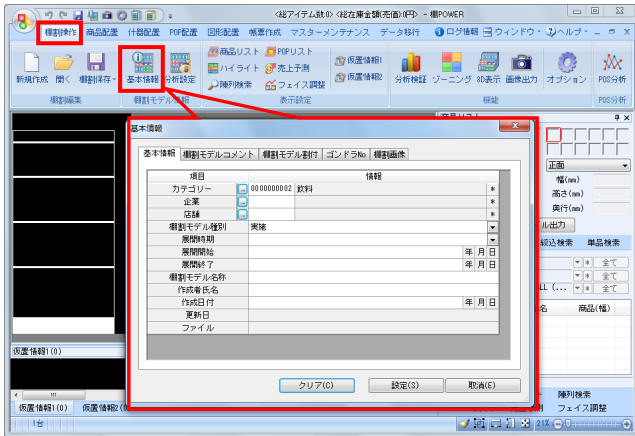 <総アイテム数:0> <総在庫金額(売価):0円> - 棚POWER
棚割操作 商品配置 什器配置 POP配置 図形配置 帳票作成 マスターメンテナンス データ移行 ログ情報 ウィンドウ・ ヘルプ・
新規作成 開く 棚割保存・ 基本情報 分析設定
商品リスト POPリスト
ハイライト 売上予測
陳列検索 フェイス調整
仮置情報1
仮置情報2
分析検証 ゾーニング 3D表示 画像出力 オプション POS分析
棚割編集 棚割モデル情報 表示設定 機能 POS分析
基本情報
基本情報 棚割モデルコメント 棚割モデル割付 ゴンドラNo 棚割画像
項目 情報
カテゴリー ... 0000000002 飲料 *
企業 ... *
店舗 ... *
棚割モデル種別 実施
展開時期
展開開始 年 月 日
展開終了 年 月 日
棚割モデル名称
作成者氏名
作成日付 年 月 日
更新日
ファイル
クリア(C) 設定(S) 取消(E)
正面
幅(mm)
高さ(mm)
奥行(mm)
ル出力
絞込検索 単品検索
* 全て
* 全て
LL (... * 全て
名 商品(幅)
仮置情報1(0)
仮置情報1(0) 仮置情報2(0
陳列検索
フェイス調整
1台 21%